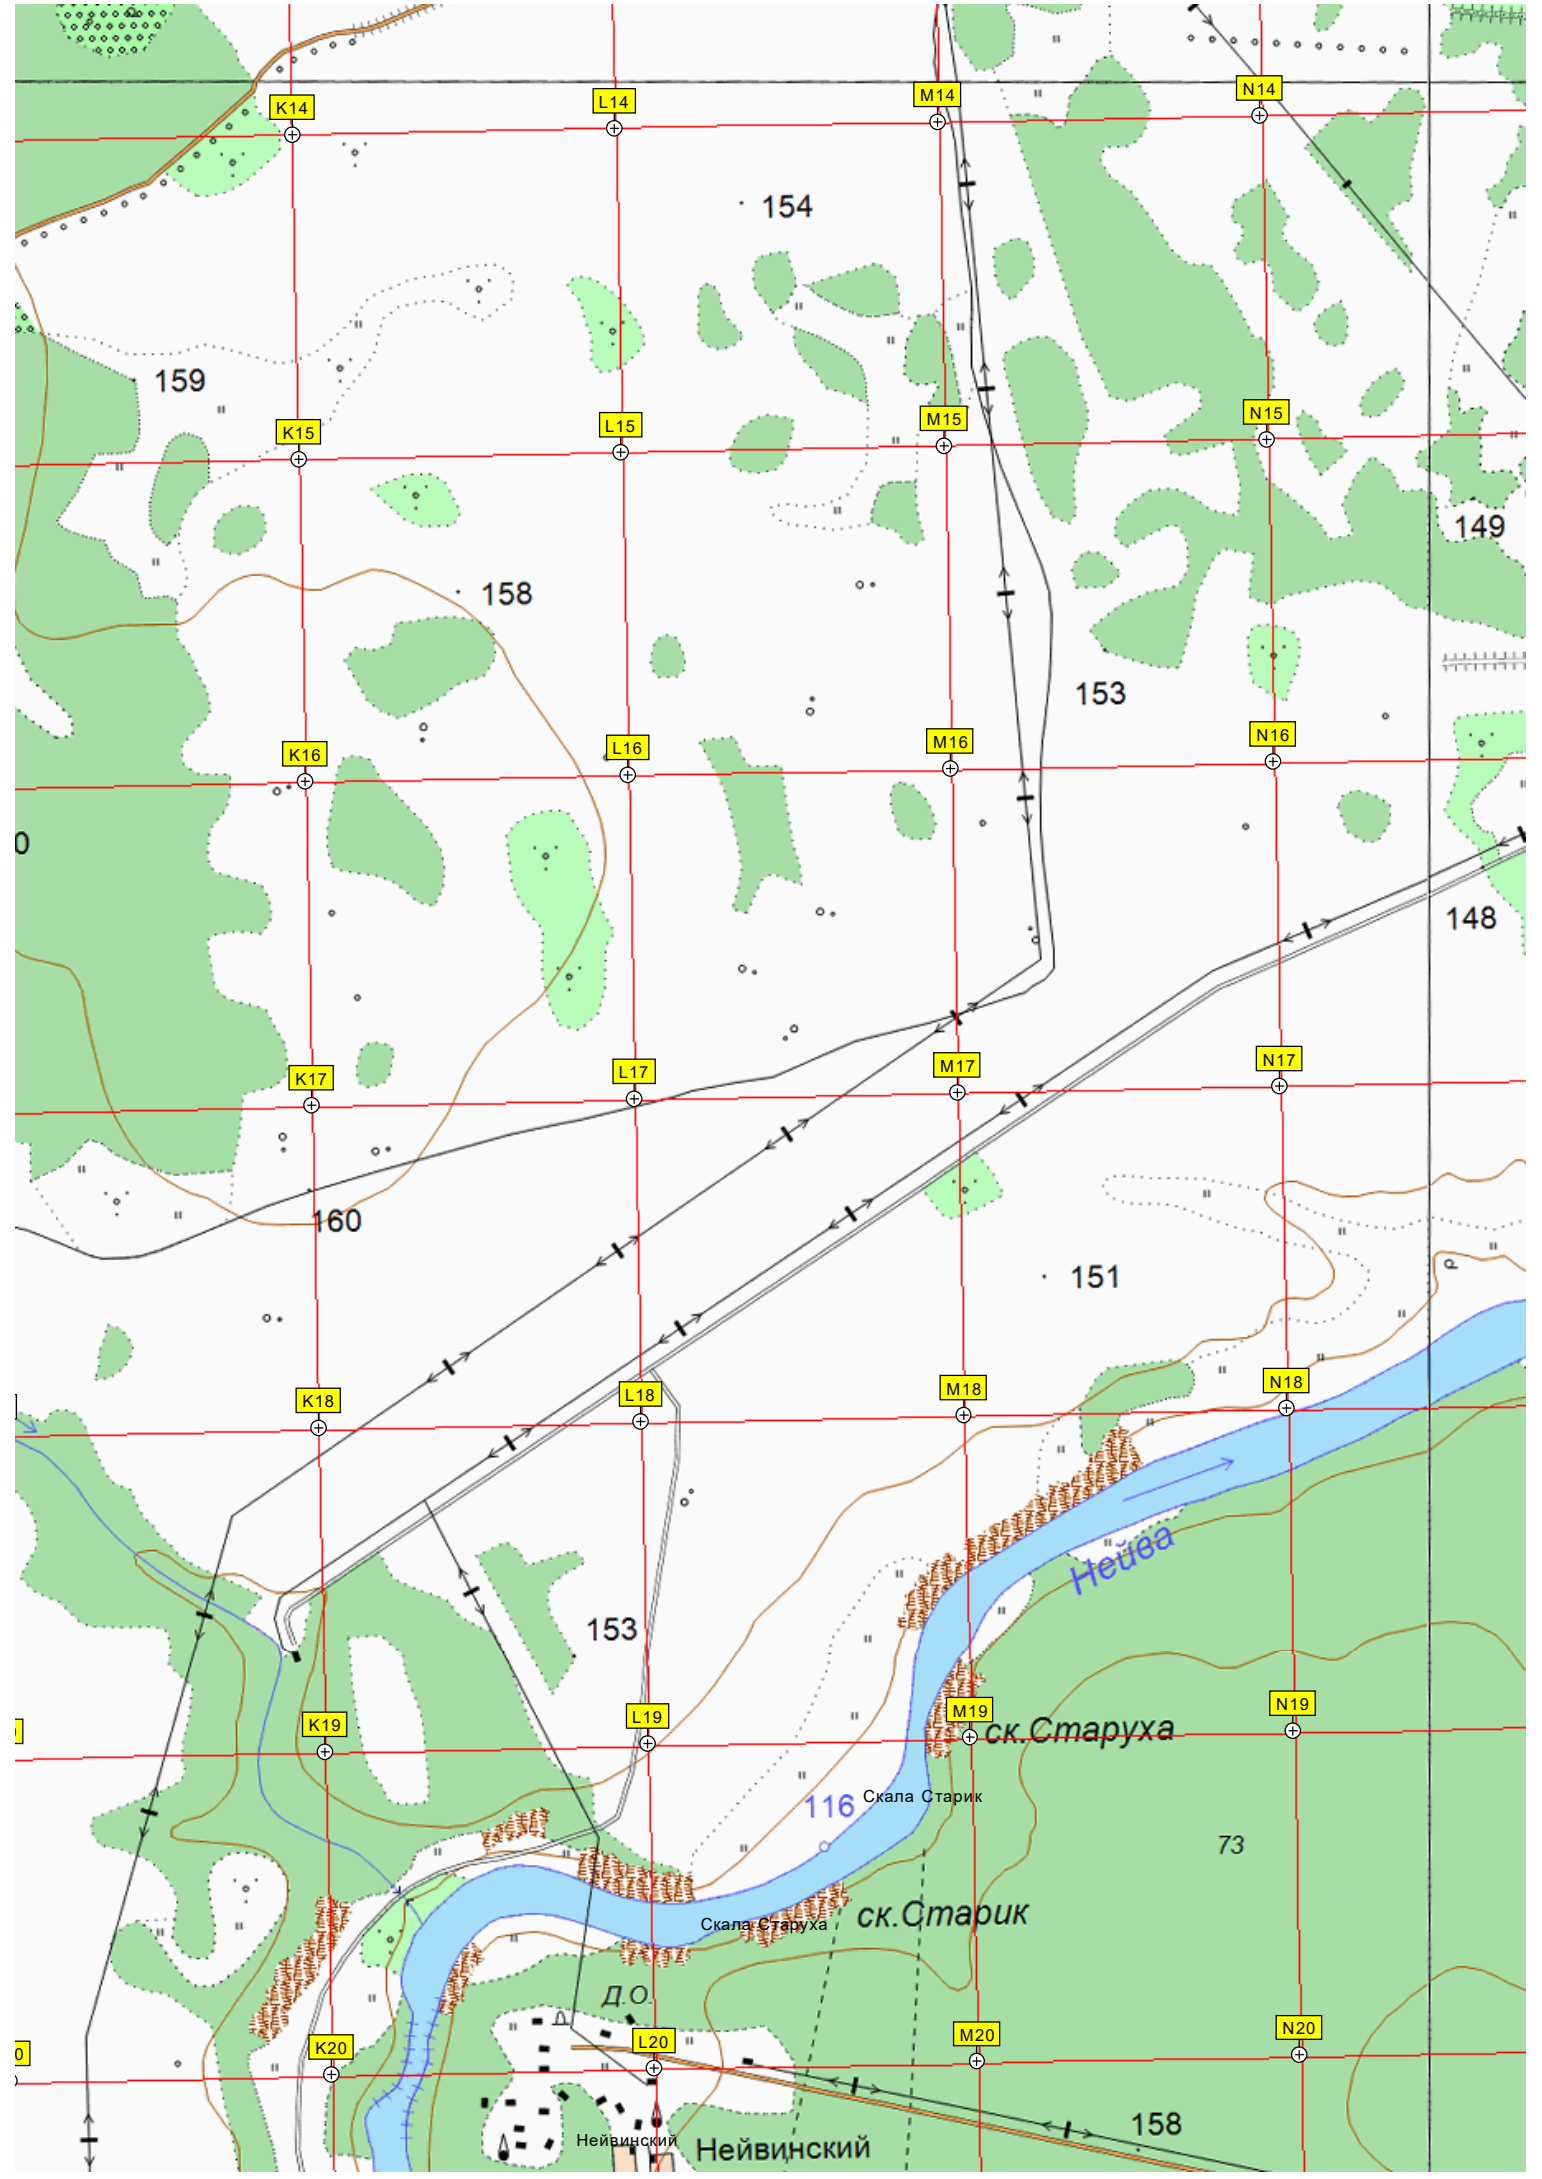 K14 L14 M14 N14
154
159
K15 L15 M15 N15
149
158
153
K16 L16 M16 N16
0
148
K17 L17 M17 N17
160
151
K18 L18 M18 N18
Нейва
153
K19 L19 M19 N19
ск.Старуха
116 Скала Старик
73
ск.Старик
Скала Старуха
Д.О.
0 K20 L20 M20 N20
158
Нейвинский Нейвинский